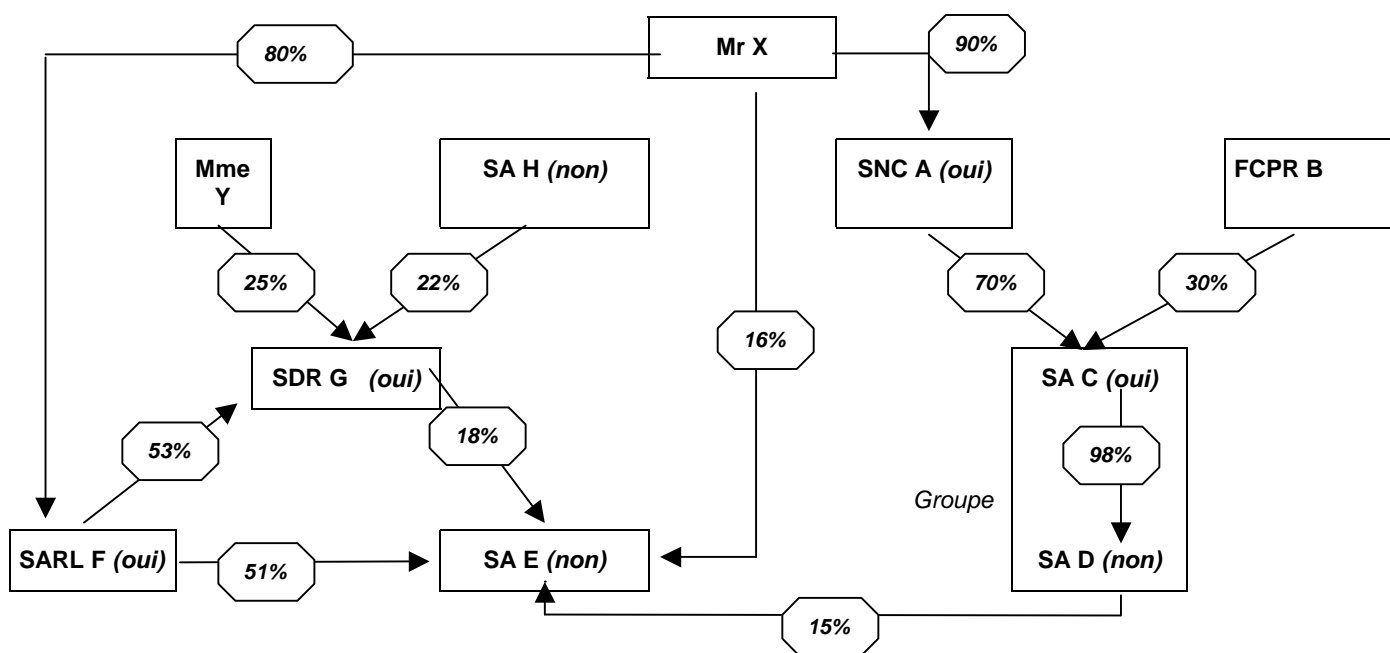 80%
Mr X
90%
Mme
Y
SA H (non)
SNC A (oui)
FCPR B
25%
22%
70%
30%
16%
SDR G (oui)
SA C (oui)
18%
53%
98%
Groupe
SARL F (oui)
51%
SA E (non)
SA D (non)
15%